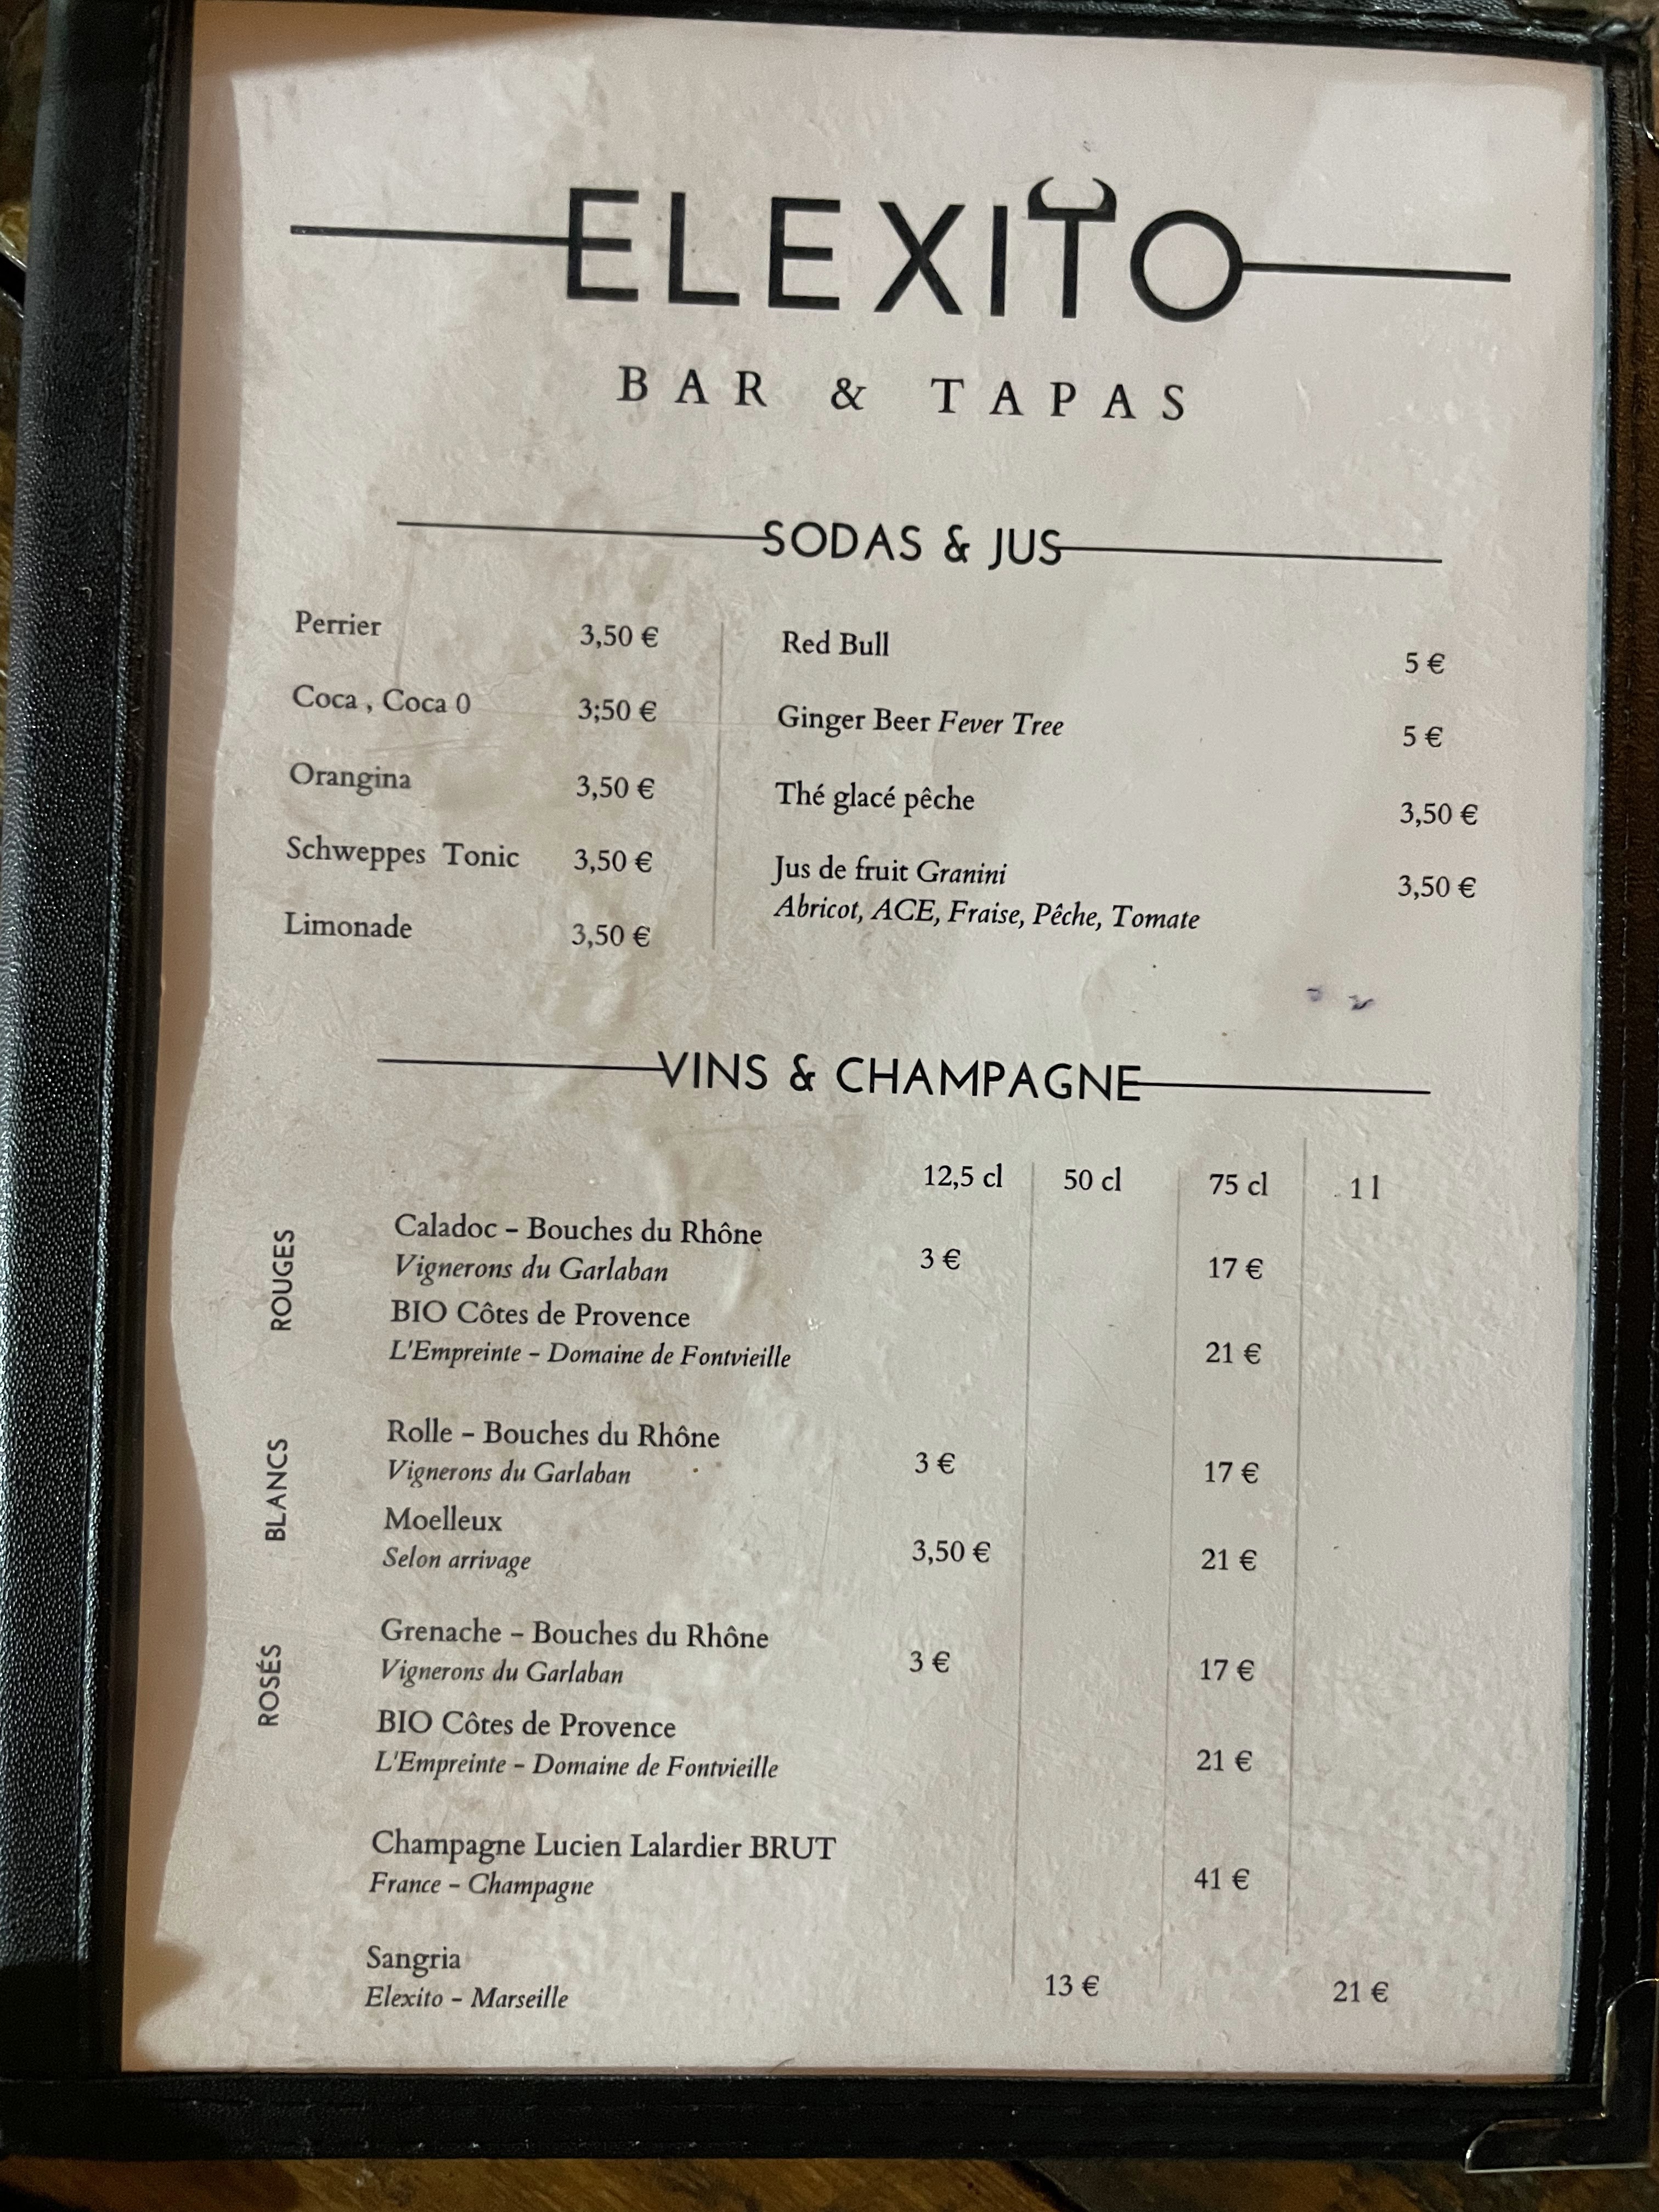 ELEXITO
BAR & TAPAS
SODAS & JUS
Perrier 3,50 €
Coca , Coca 0 3;50 €
Orangina 3,50 €
Schweppes Tonic 3,50 €
Limonade 3,50 €
Red Bull 5 €
Ginger Beer Fever Tree 5 €
Thé glacé pêche 3,50 €
Jus de fruit Granini 3,50 €
Abricot, ACE, Fraise, Pêche, Tomate
VINS & CHAMPAGNE
12,5 cl 50 cl 75 cl 1 l
ROUGES
Caladoc – Bouches du Rhône 3 € 17 €
Vignerons du Garlaban
BIO Côtes de Provence
L'Empreinte – Domaine de Fontvieille 21 €
BLANCS
Rolle – Bouches du Rhône 3 € 17 €
Vignerons du Garlaban
Moelleux 3,50 € 21 €
Selon arrivage
ROSÉS
Grenache – Bouches du Rhône 3 € 17 €
Vignerons du Garlaban
BIO Côtes de Provence
L'Empreinte – Domaine de Fontvieille 21 €
Champagne Lucien Lalardier BRUT 41 €
France – Champagne
Sangria 13 € 21 €
Elexito – Marseille